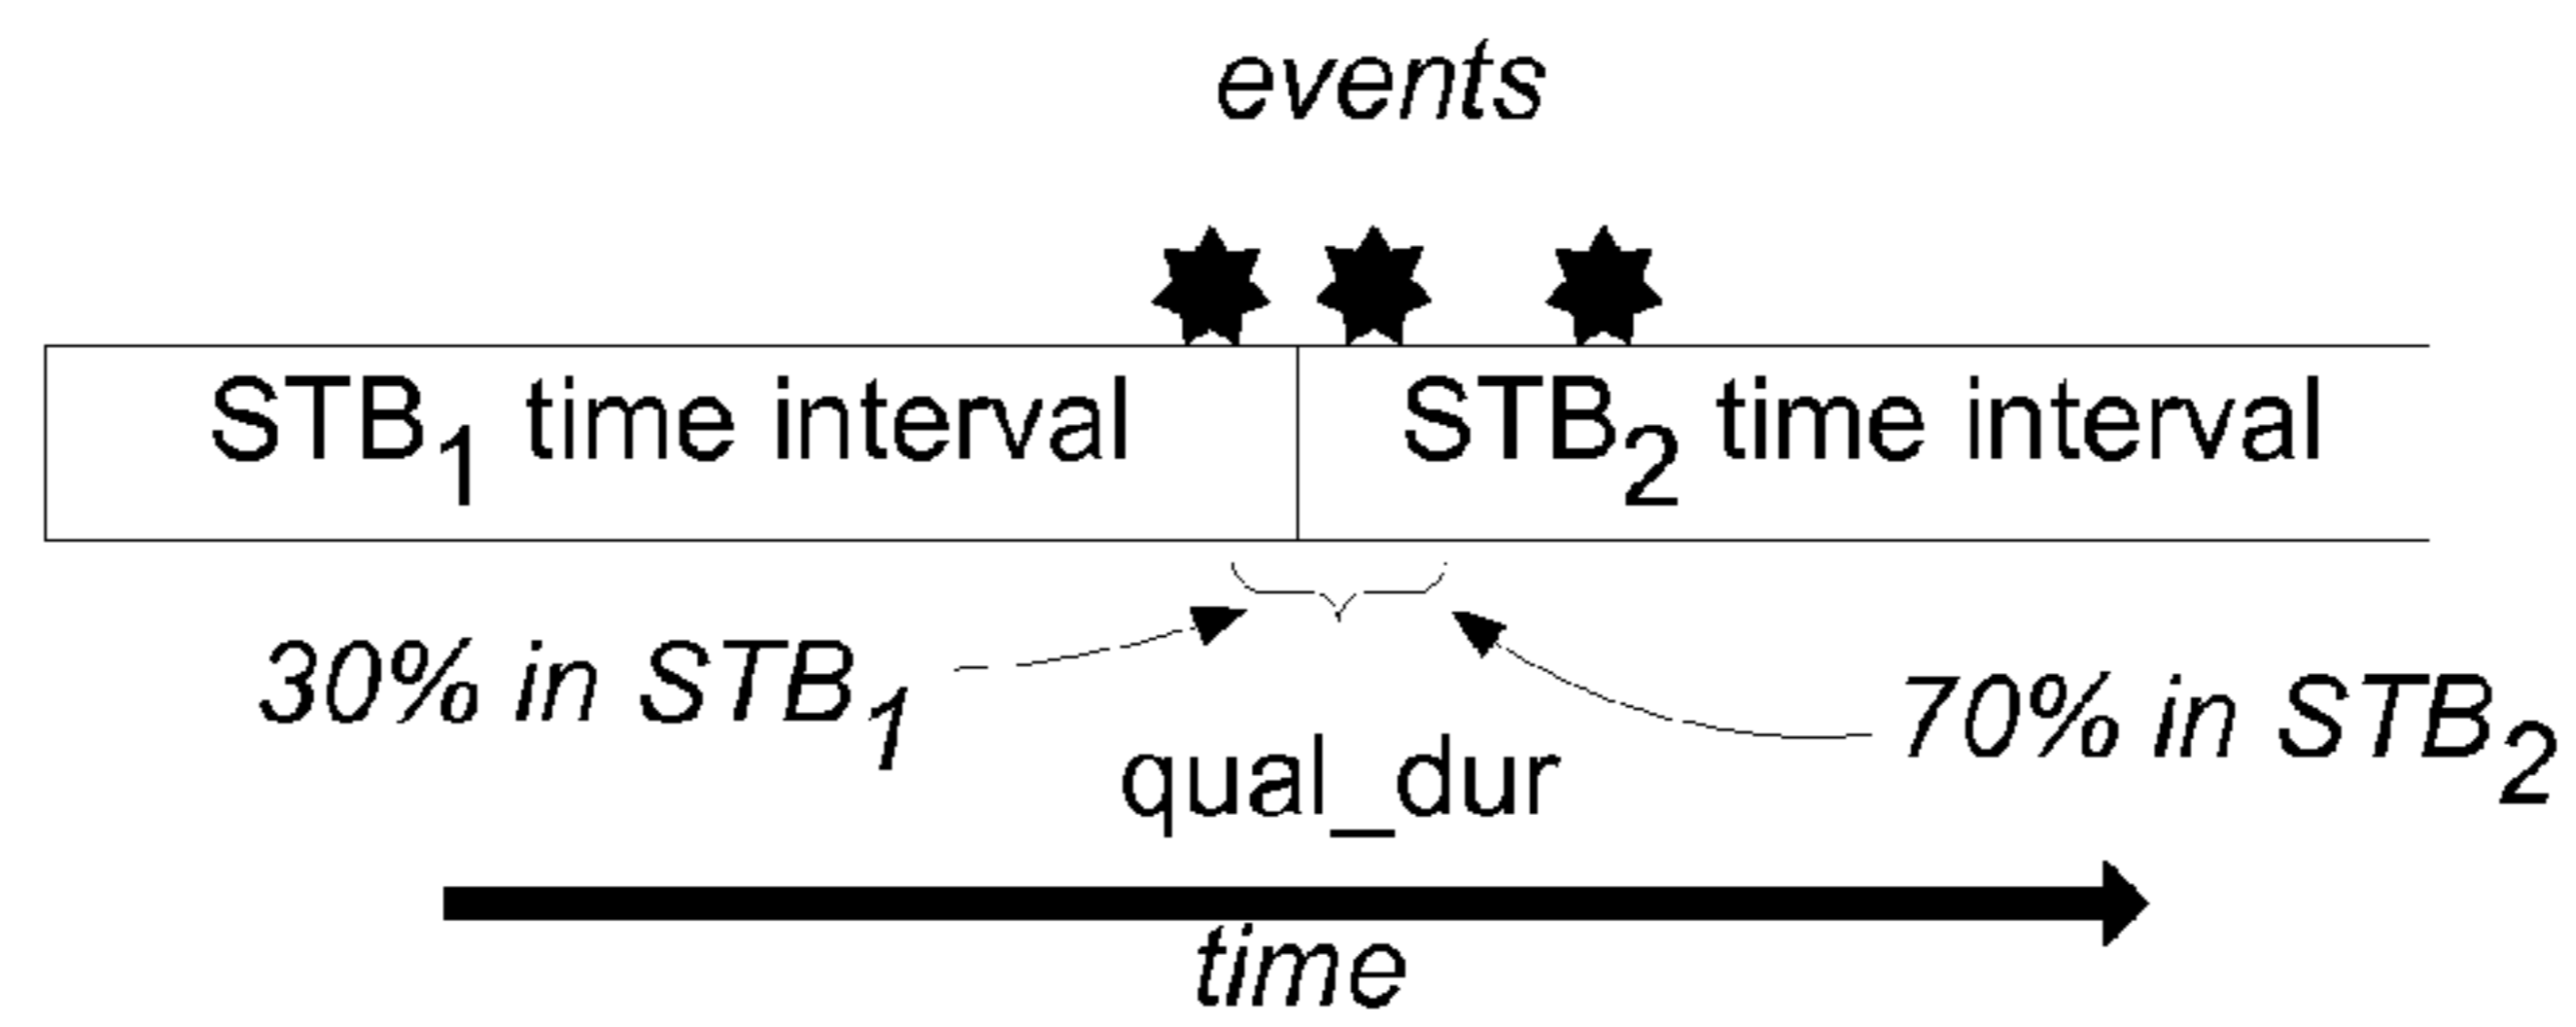 events
STB1 time interval
STB2 time interval
30% in STB1
70% in STB2
qual_dur
time